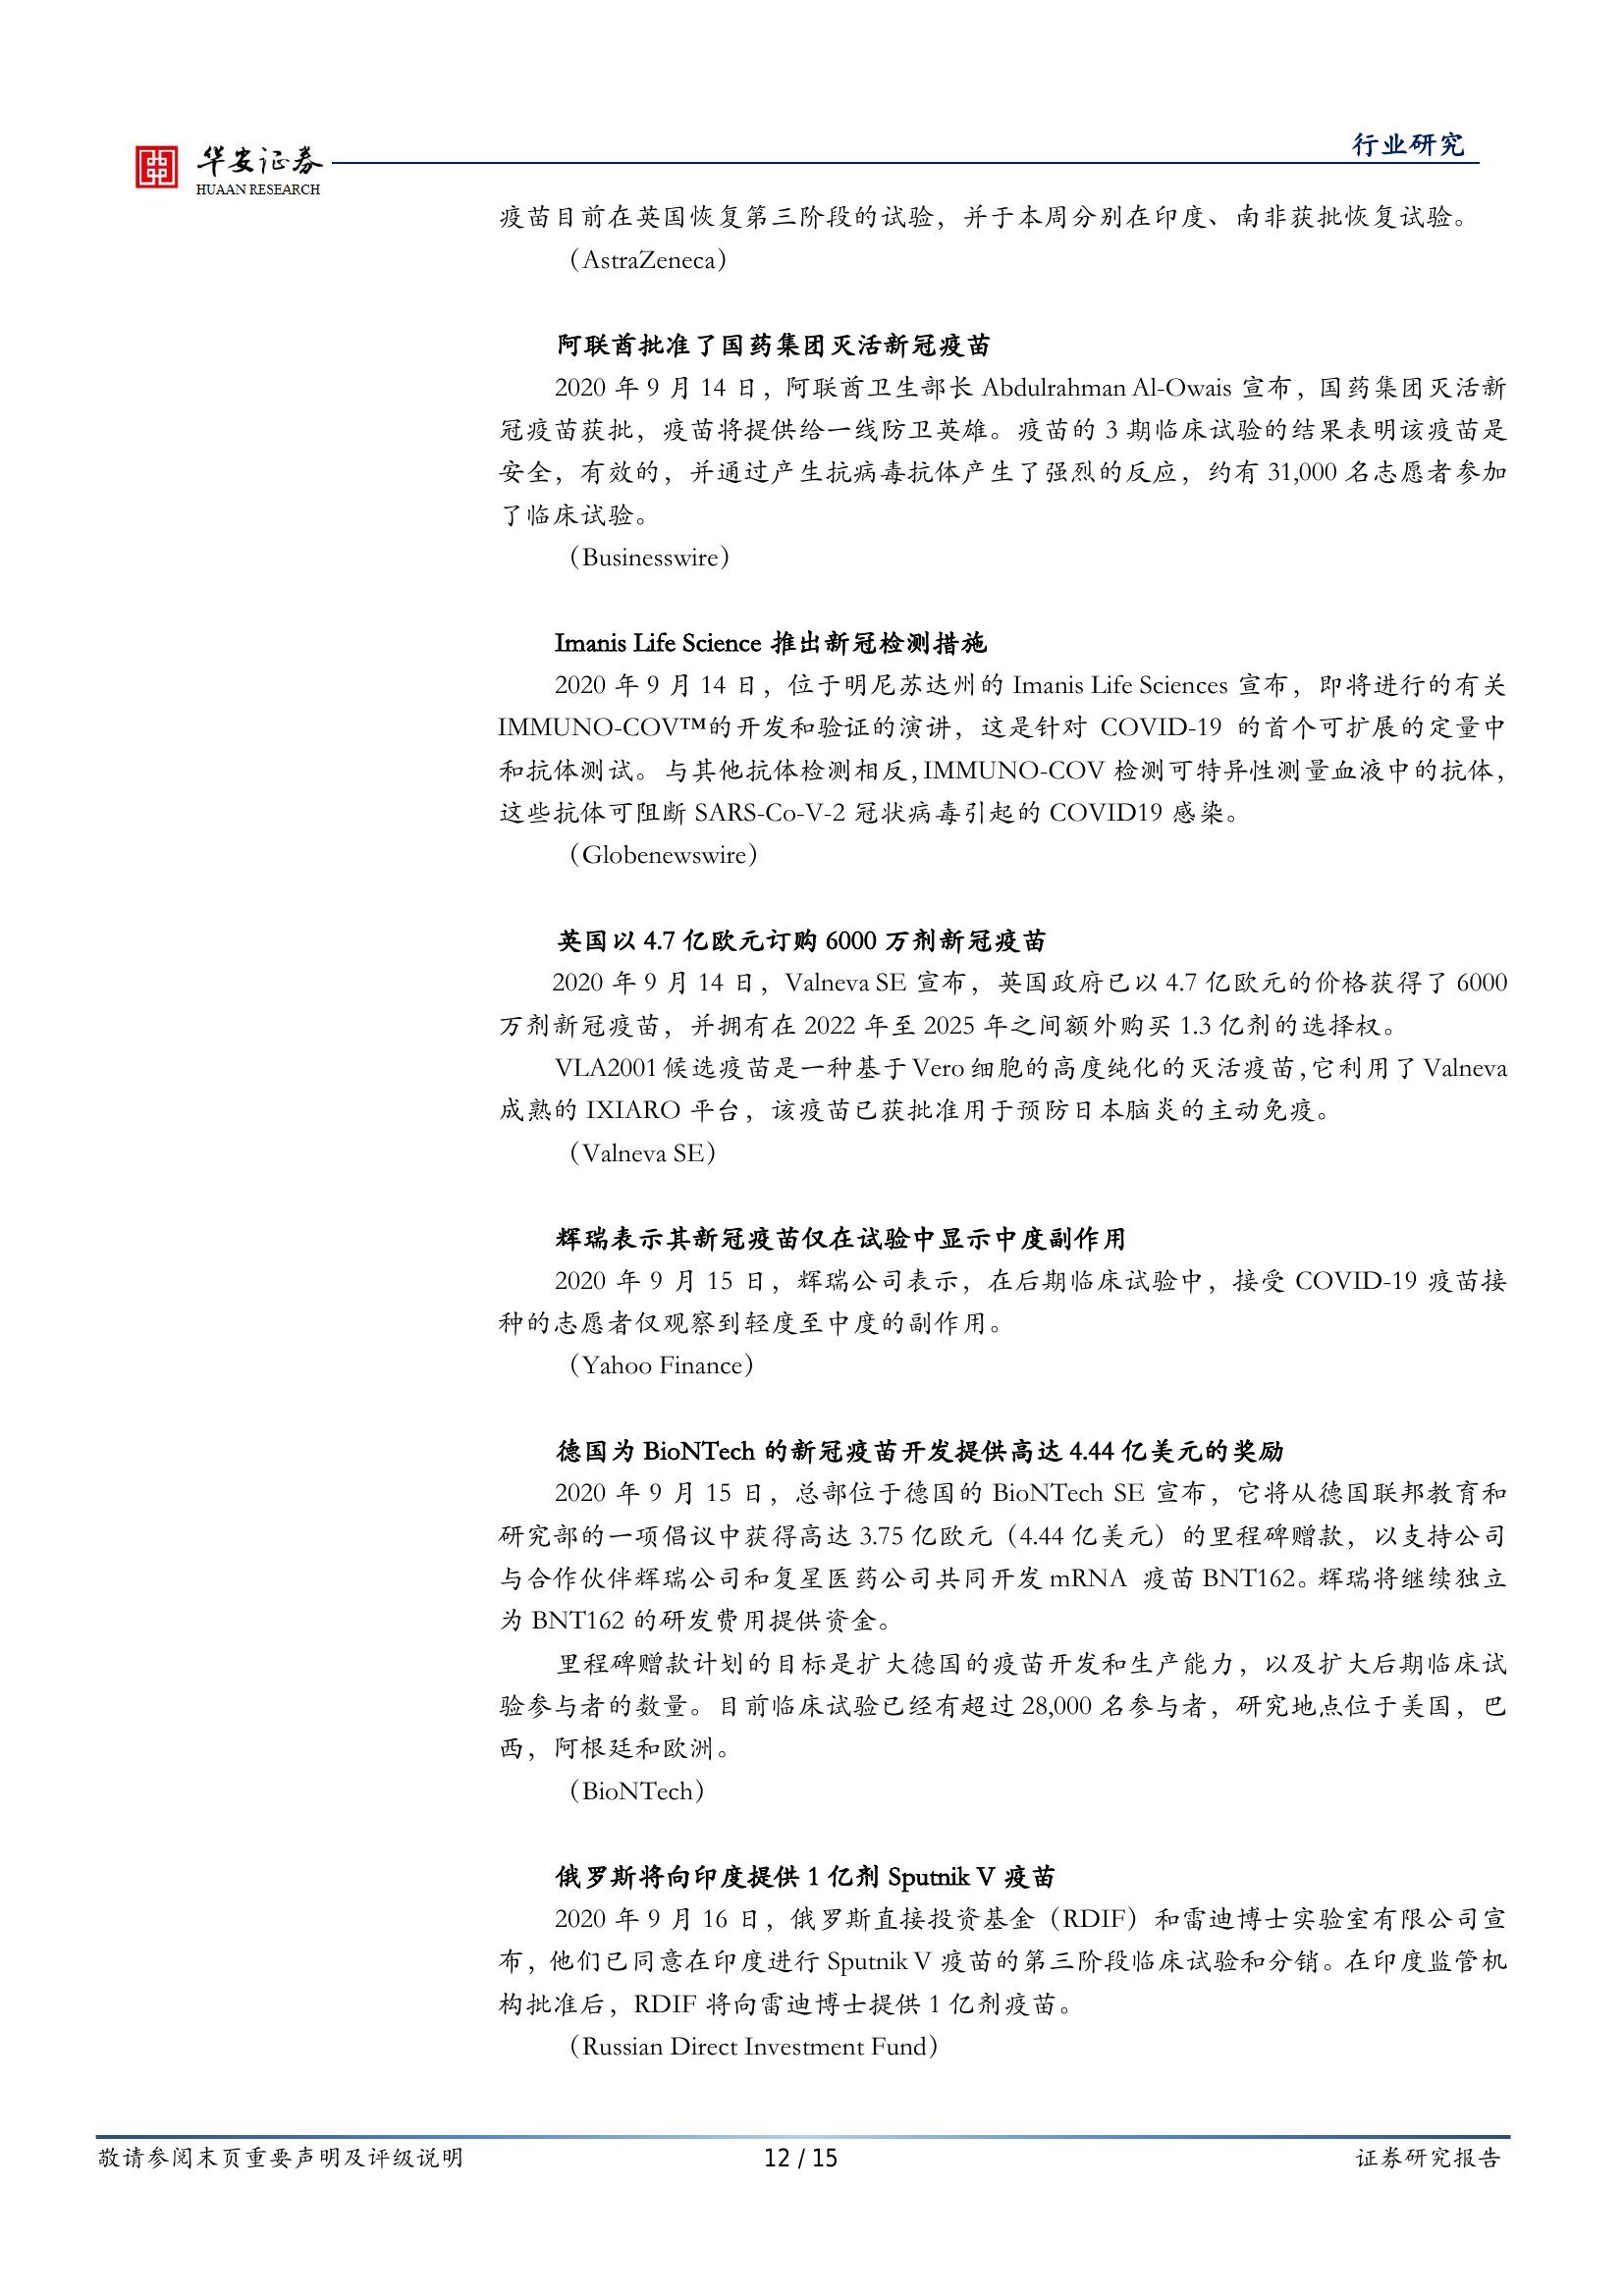 华安证券
HUAAN RESEARCH
行业研究
疫苗目前在英国恢复第三阶段的试验，并于本周分别在印度、南非获批恢复试验。
（AstraZeneca）
阿联酋批准了国药集团灭活新冠疫苗
2020 年 9 月 14 日，阿联酋卫生部长 Abdulrahman Al-Owais 宣布，国药集团灭活新
冠疫苗获批，疫苗将提供给一线防卫英雄。疫苗的 3 期临床试验的结果表明该疫苗是
安全，有效的，并通过产生抗病毒抗体产生了强烈的反应，约有 31,000 名志愿者参加
了临床试验。
（Businesswire）
Imanis Life Science 推出新冠检测措施
2020 年 9 月 14 日，位于明尼苏达州的 Imanis Life Sciences 宣布，即将进行的有关
IMMUNO-COV™的开发和验证的演讲，这是针对 COVID-19 的首个可扩展的定量中
和抗体测试。与其他抗体检测相反，IMMUNO-COV 检测可特异性测量血液中的抗体，
这些抗体可阻断 SARS-Co-V-2 冠状病毒引起的 COVID19 感染。
（Globenewswire）
英国以 4.7 亿欧元订购 6000 万剂新冠疫苗
2020 年 9 月 14 日，Valneva SE 宣布，英国政府已以 4.7 亿欧元的价格获得了 6000
万剂新冠疫苗，并拥有在 2022 年至 2025 年之间额外购买 1.3 亿剂的选择权。
VLA2001 候选疫苗是一种基于 Vero 细胞的高度纯化的灭活疫苗，它利用了 Valneva
成熟的 IXIARO 平台，该疫苗已获批准用于预防日本脑炎的主动免疫。
（Valneva SE）
辉瑞表示其新冠疫苗仅在试验中显示中度副作用
2020 年 9 月 15 日，辉瑞公司表示，在后期临床试验中，接受 COVID-19 疫苗接
种的志愿者仅观察到轻度至中度的副作用。
（Yahoo Finance）
德国为 BioNTech 的新冠疫苗开发提供高达 4.44 亿美元的奖励
2020 年 9 月 15 日，总部位于德国的 BioNTech SE 宣布，它将从德国联邦教育和
研究部的一项倡议中获得高达 3.75 亿欧元（4.44 亿美元）的里程碑赠款，以支持公司
与合作伙伴辉瑞公司和复星医药公司共同开发 mRNA 疫苗 BNT162。辉瑞将继续独立
为 BNT162 的研发费用提供资金。
里程碑赠款计划的目标是扩大德国的疫苗开发和生产能力，以及扩大后期临床试
验参与者的数量。目前临床试验已经有超过 28,000 名参与者，研究地点位于美国，巴
西，阿根廷和欧洲。
（BioNTech）
俄罗斯将向印度提供 1 亿剂 Sputnik V 疫苗
2020 年 9 月 16 日，俄罗斯直接投资基金（RDIF）和雷迪博士实验室有限公司宣
布，他们已同意在印度进行 Sputnik V 疫苗的第三阶段临床试验和分销。在印度监管机
构批准后，RDIF 将向雷迪博士提供 1 亿剂疫苗。
（Russian Direct Investment Fund）
敬请参阅末页重要声明及评级说明
12 / 15
证券研究报告